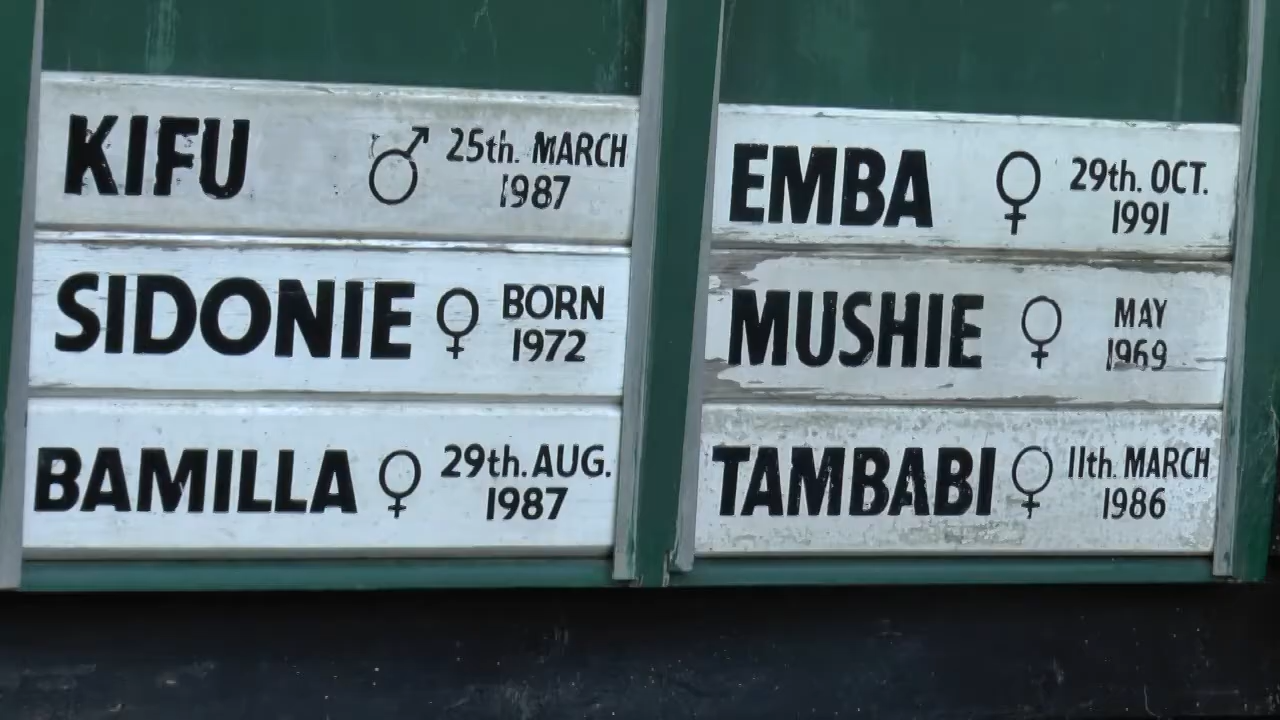 KIFU ♂ 25th. MARCH
1987
SIDONIE ♀ BORN
1972
BAMILLA ♀ 29th. AUG.
1987
EMBA ♀ 29th. OCT.
1991
MUSHIE ♀ MAY
1969
TAMBABI ♀ 11th. MARCH
1986